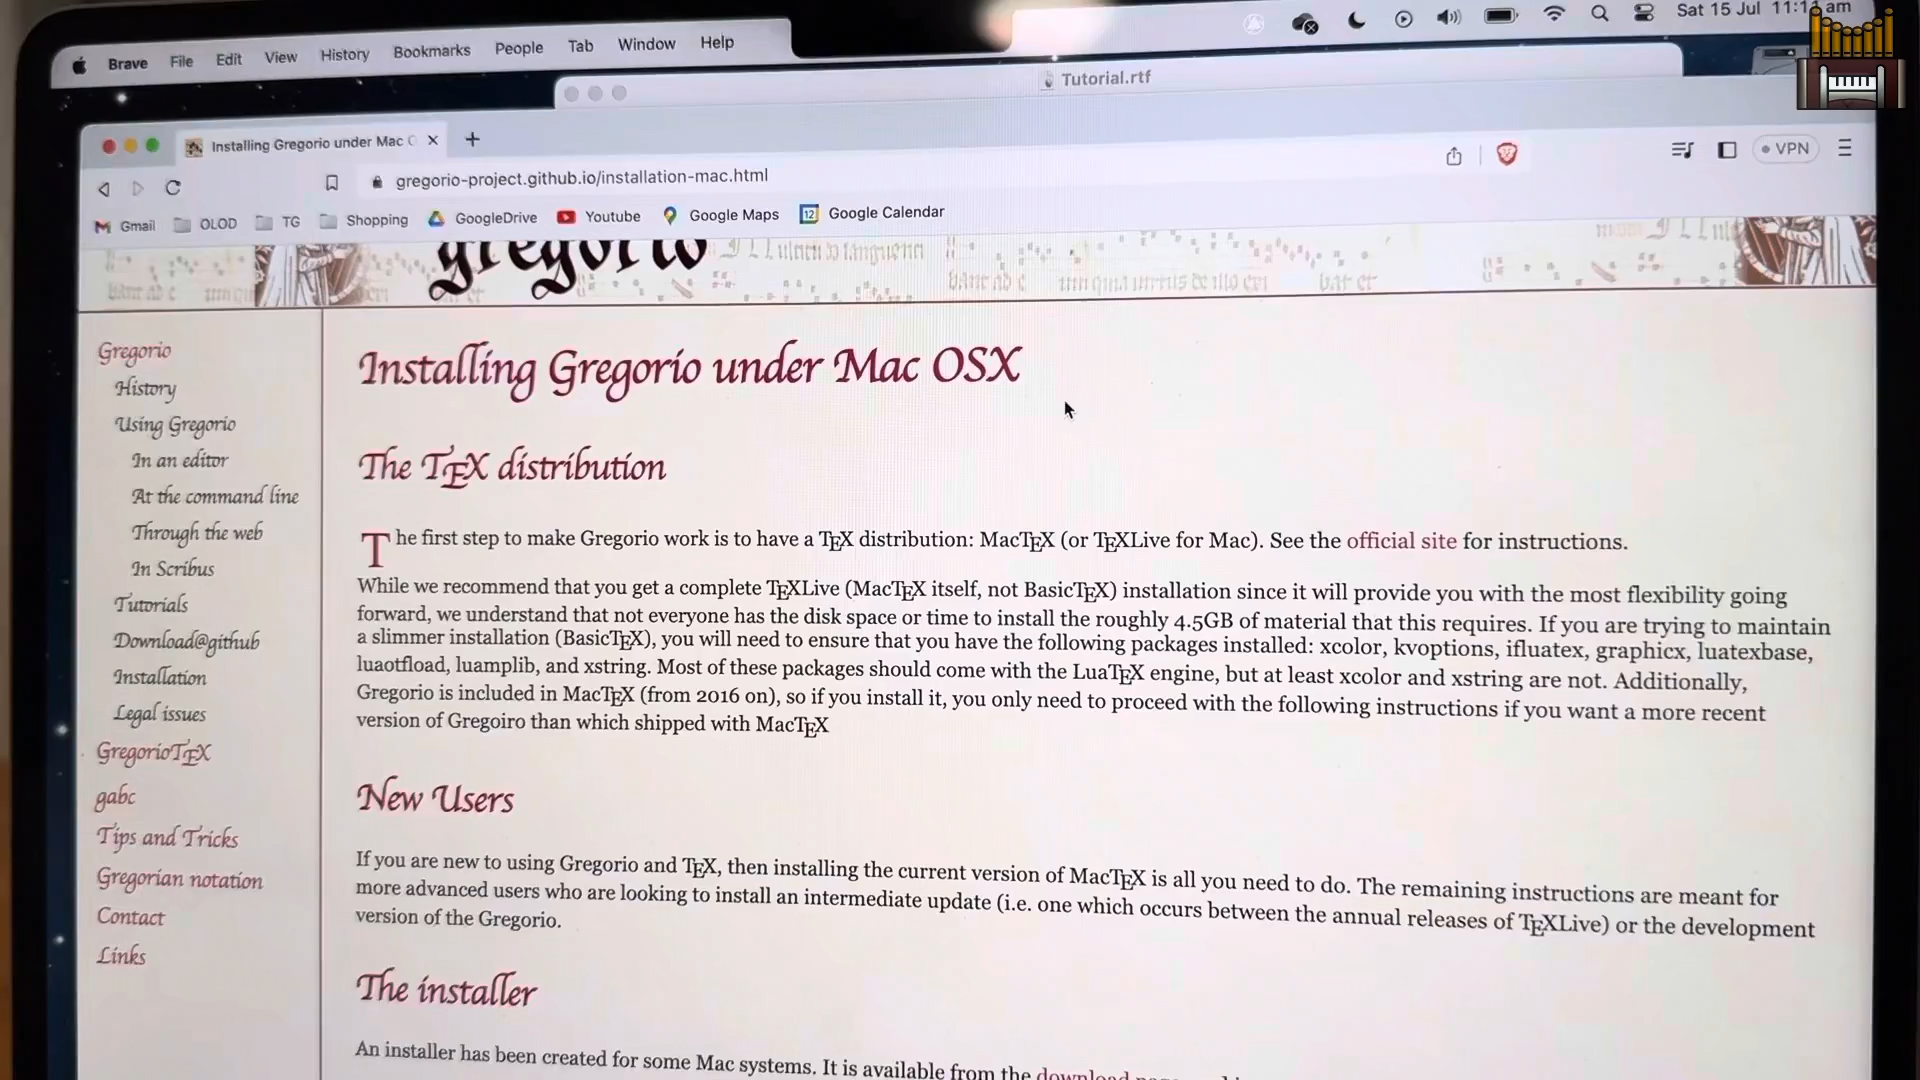 Brave File Edit View History Bookmarks People Tab Window Help
Sat 15 Jul
Tutorial.rtf
Installing Gregorio under Mac
VPN
gregorio-project.github.io/installation-mac.html
Gmail OLOD TG Shopping GoogleDrive Youtube Google Maps 12 Google Calendar
gregorio
Gregorio
History
Using Gregorio
In an editor
At the command line
Through the web
In Scribus
Tutorials
Download@github
Installation
Legal issues
GregorioTEX
gabc
Tips and Tricks
Gregorian notation
Contact
Links
Installing Gregorio under Mac OSX
The TEX distribution
The first step to make Gregorio work is to have a TEX distribution: MacTEX (or TEXLive for Mac). See the official site for instructions.
While we recommend that you get a complete TEXLive (MacTEX itself, not BasicTEX) installation since it will provide you with the most flexibility going
forward, we understand that not everyone has the disk space or time to install the roughly 4.5GB of material that this requires. If you are trying to maintain
a slimmer installation (BasicTEX), you will need to ensure that you have the following packages installed: xcolor, kvoptions, ifluatex, graphicx, luatexbase,
luaotfload, luamplib, and xstring. Most of these packages should come with the LuaTEX engine, but at least xcolor and xstring are not. Additionally,
Gregorio is included in MacTEX (from 2016 on), so if you install it, you only need to proceed with the following instructions if you want a more recent
version of Gregoiro than which shipped with MacTEX
New Users
If you are new to using Gregorio and TEX, then installing the current version of MacTEX is all you need to do. The remaining instructions are meant for
more advanced users who are looking to install an intermediate update (i.e. one which occurs between the annual releases of TEXLive) or the development
version of the Gregorio.
The installer
An installer has been created for some Mac systems. It is available from the download